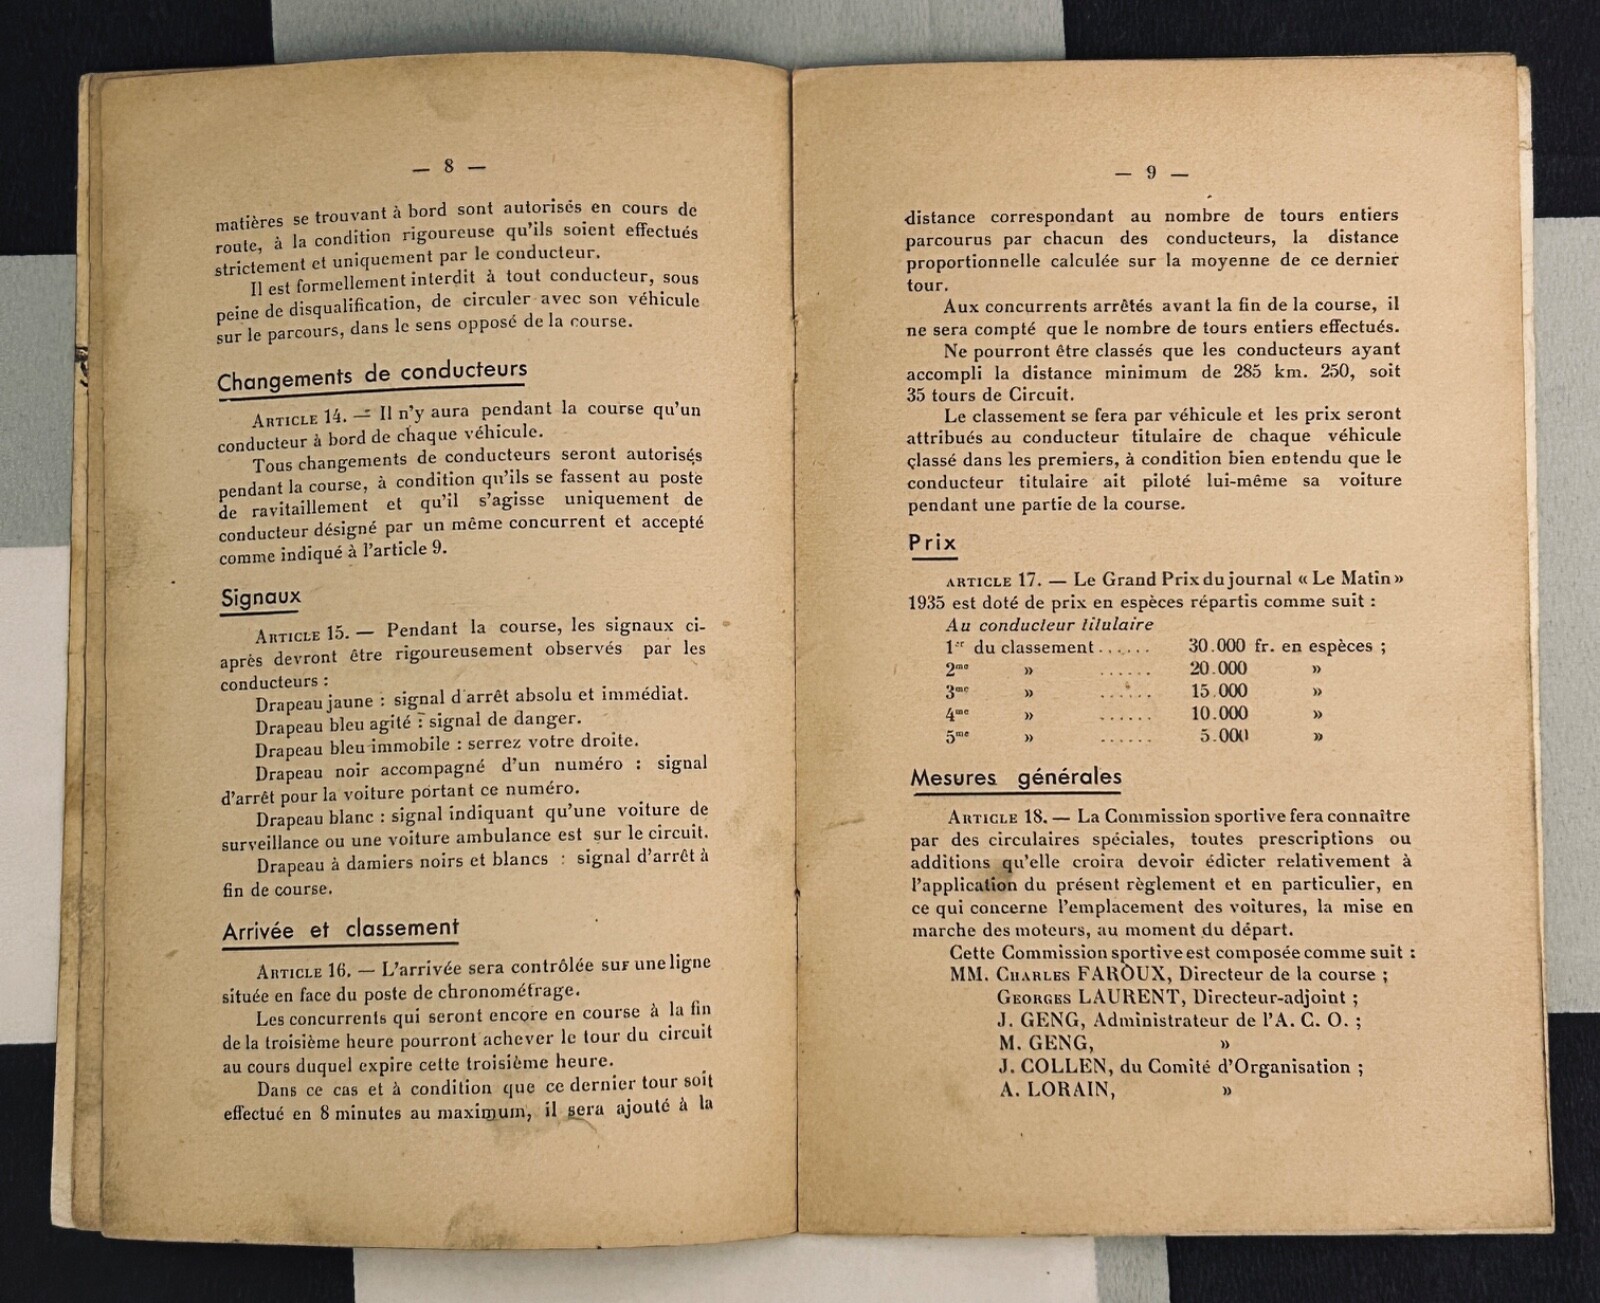 — 8 —
matières se trouvant à bord sont autorisés en cours de
route, à la condition rigoureuse qu'ils soient effectués
strictement et uniquement par le conducteur.
Il est formellement interdit à tout conducteur, sous
peine de disqualification, de circuler avec son véhicule
sur le parcours, dans le sens opposé de la course.
Changements de conducteurs
ARTICLE 14. — Il n'y aura pendant la course qu'un
conducteur à bord de chaque véhicule.
Tous changements de conducteurs seront autorisés
pendant la course, à condition qu'ils se fassent au poste
de ravitaillement et qu'il s'agisse uniquement de
conducteur désigné par un même concurrent et accepté
comme indiqué à l'article 9.
Signaux
ARTICLE 15. — Pendant la course, les signaux ci-
après devront être rigoureusement observés par les
conducteurs :
Drapeau jaune : signal d'arrêt absolu et immédiat.
Drapeau bleu agité : signal de danger.
Drapeau bleu immobile : serrez votre droite.
Drapeau noir accompagné d'un numéro : signal
d'arrêt pour la voiture portant ce numéro.
Drapeau blanc : signal indiquant qu'une voiture de
surveillance ou une voiture ambulance est sur le circuit.
Drapeau à damiers noirs et blancs : signal d'arrêt à
fin de course.
Arrivée et classement
ARTICLE 16. — L'arrivée sera contrôlée sur une ligne
située en face du poste de chronométrage.
Les concurrents qui seront encore en course à la fin
de la troisième heure pourront achever le tour du circuit
au cours duquel expire cette troisième heure.
Dans ce cas et à condition que ce dernier tour soit
effectué en 8 minutes au maximum, il sera ajouté à la
— 9 —
distance correspondant au nombre de tours entiers
parcourus par chacun des conducteurs, la distance
proportionnelle calculée sur la moyenne de ce dernier
tour.
Aux concurrents arrêtés avant la fin de la course, il
ne sera compté que le nombre de tours entiers effectués.
Ne pourront être classés que les conducteurs ayant
accompli la distance minimum de 285 km. 250, soit
35 tours de Circuit.
Le classement se fera par véhicule et les prix seront
attribués au conducteur titulaire de chaque véhicule
classé dans les premiers, à condition bien entendu que le
conducteur titulaire ait piloté lui-même sa voiture
pendant une partie de la course.
Prix
ARTICLE 17. — Le Grand Prix du journal « Le Matin »
1935 est doté de prix en espèces répartis comme suit :
Au conducteur titulaire
1er du classement ...... 30.000 fr. en espèces ;
2me » ...... 20.000 »
3me » ...... 15.000 »
4me » ...... 10.000 »
5me » ...... 5.000 »
Mesures générales
ARTICLE 18. — La Commission sportive fera connaître
par des circulaires spéciales, toutes prescriptions ou
additions qu'elle croira devoir édicter relativement à
l'application du présent règlement et en particulier, en
ce qui concerne l'emplacement des voitures, la mise en
marche des moteurs, au moment du départ.
Cette Commission sportive est composée comme suit :
MM. CHARLES FAROUX, Directeur de la course ;
GEORGES LAURENT, Directeur-adjoint ;
J. GENG, Administrateur de l'A. C. O. ;
M. GENG, »
J. COLLEN, du Comité d'Organisation ;
A. LORAIN, »